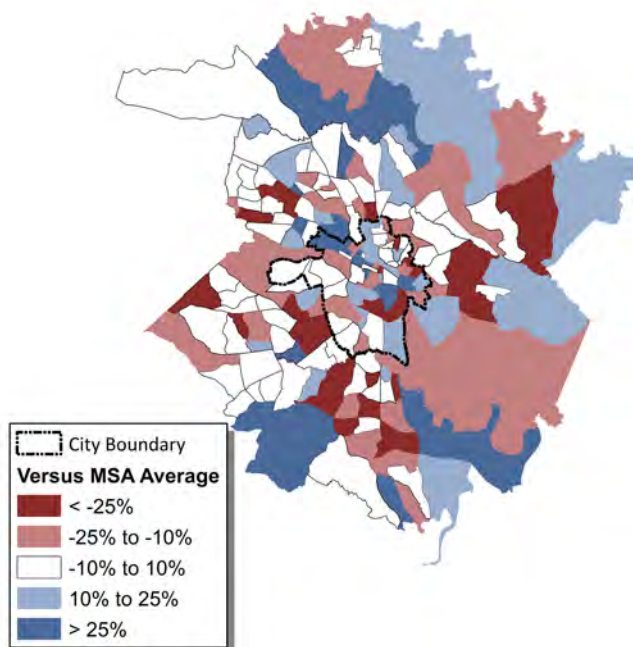 City Boundary
Versus MSA Average
< -25%
-25% to -10%
-10% to 10%
10% to 25%
> 25%